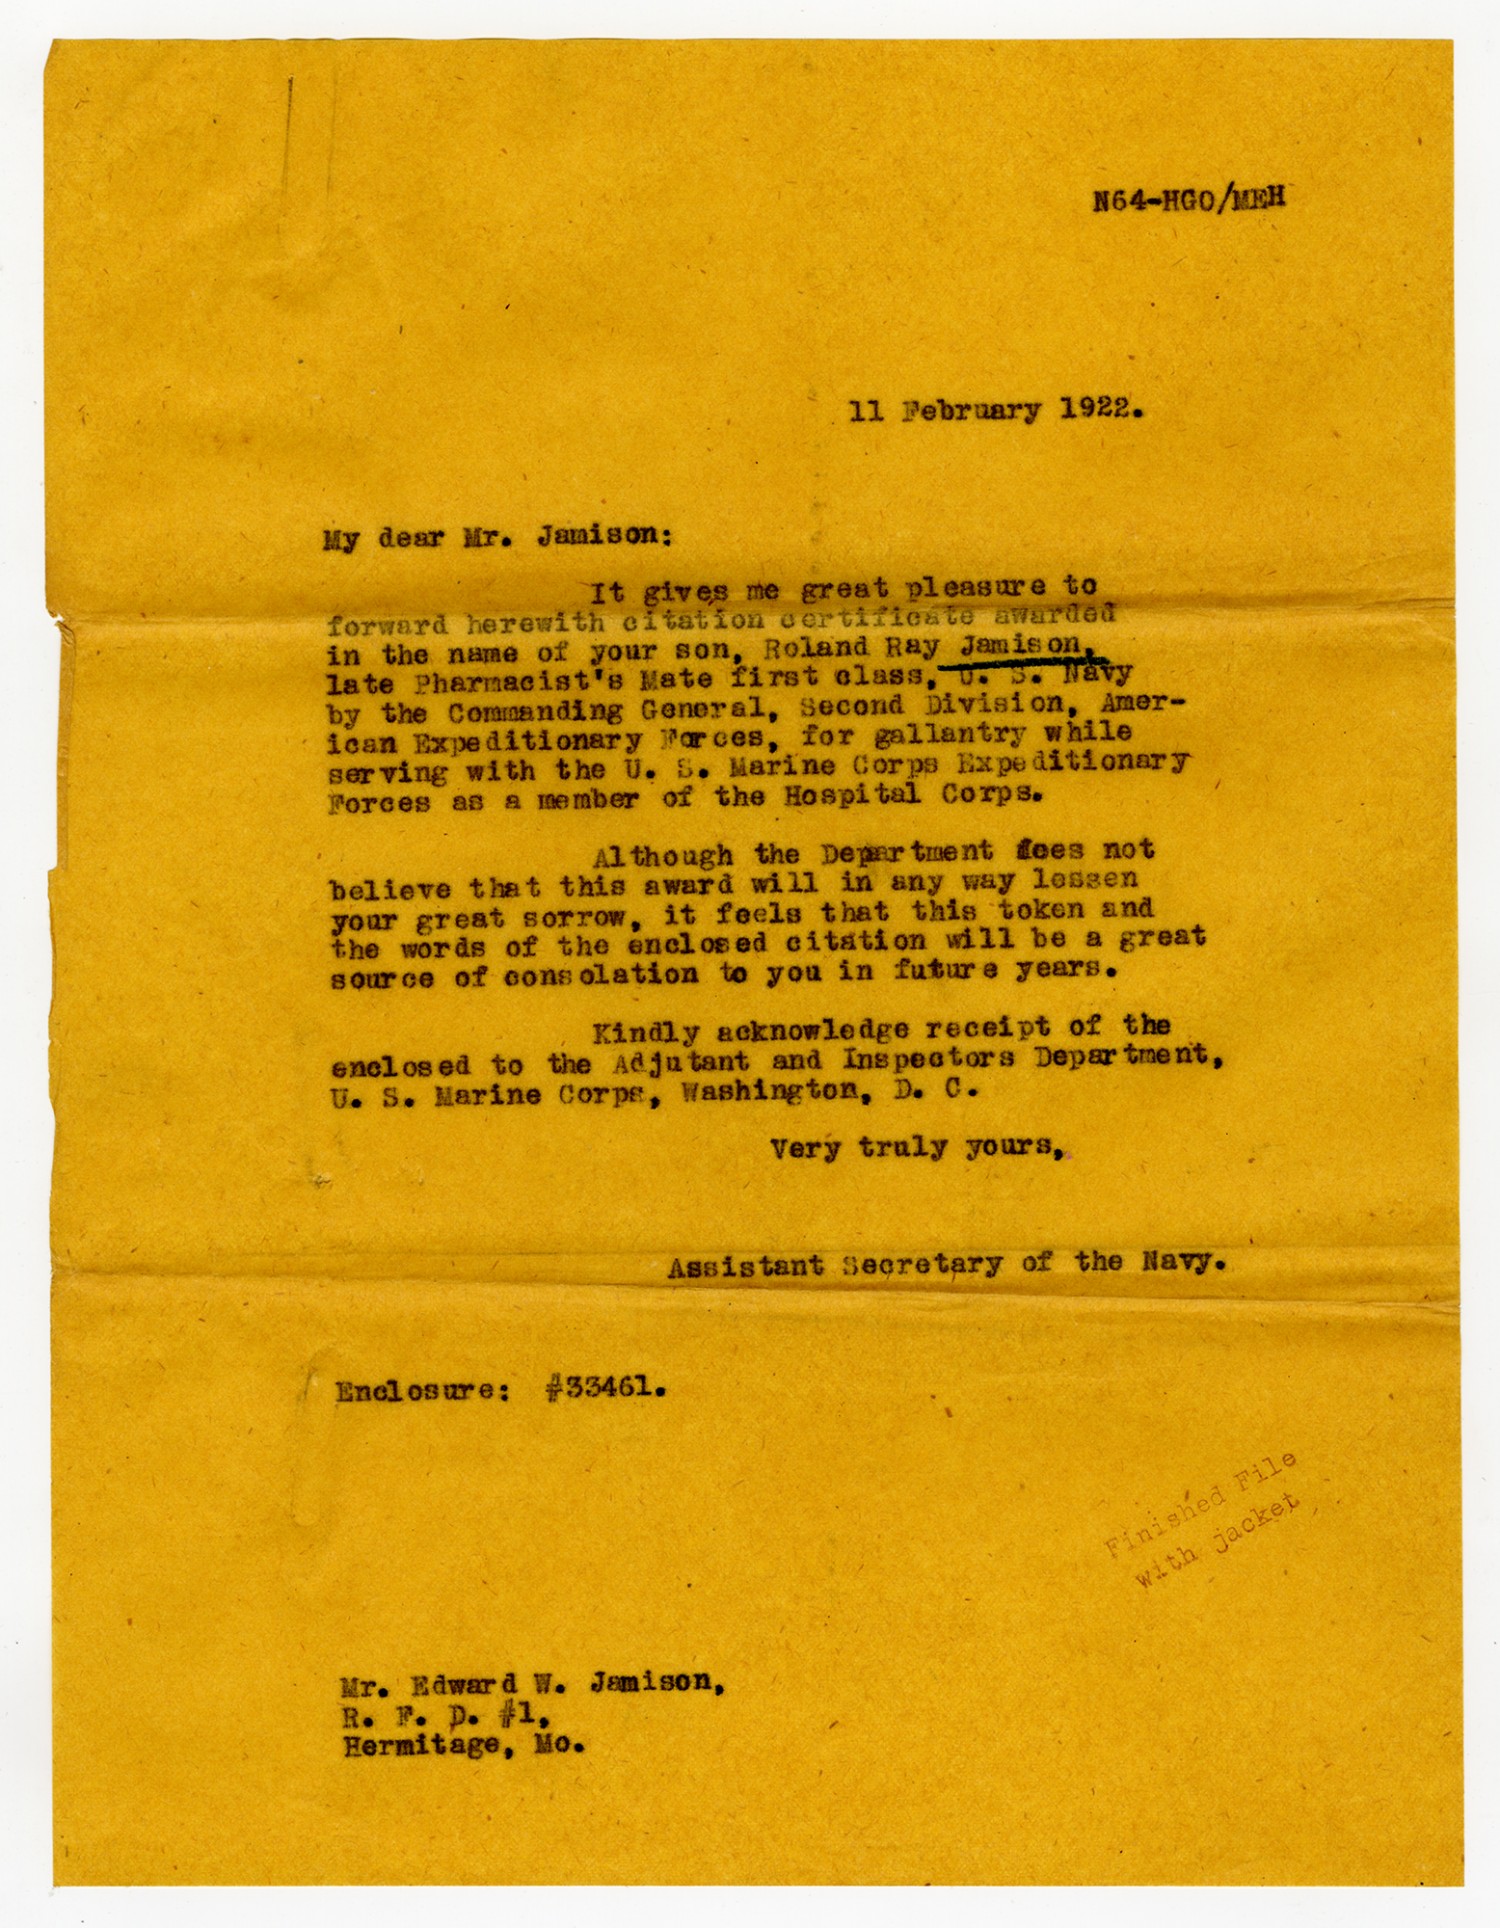 N64-HGO/MEH
11 February 1922.
My dear Mr. Jamison:
It gives me great pleasure to
forward herewith citation certificate awarded
in the name of your son, Roland Ray Jamison,
late Pharmacist's Mate first class, U. S. Navy
by the Commanding General, Second Division, Amer-
ican Expeditionary Forces, for gallantry while
serving with the U. S. Marine Corps Expeditionary
Forces as a member of the Hospital Corps.
Although the Department does not
believe that this award will in any way lessen
your great sorrow, it feels that this token and
the words of the enclosed citation will be a great
source of consolation to you in future years.
Kindly acknowledge receipt of the
enclosed to the Adjutant and Inspectors Department,
U. S. Marine Corps, Washington, D. C.
Very truly yours,
Assistant Secretary of the Navy.
Enclosure: #33461.
Finished File
with jacket
Mr. Edward W. Jamison,
R. F. D. #1,
Hermitage, Mo.